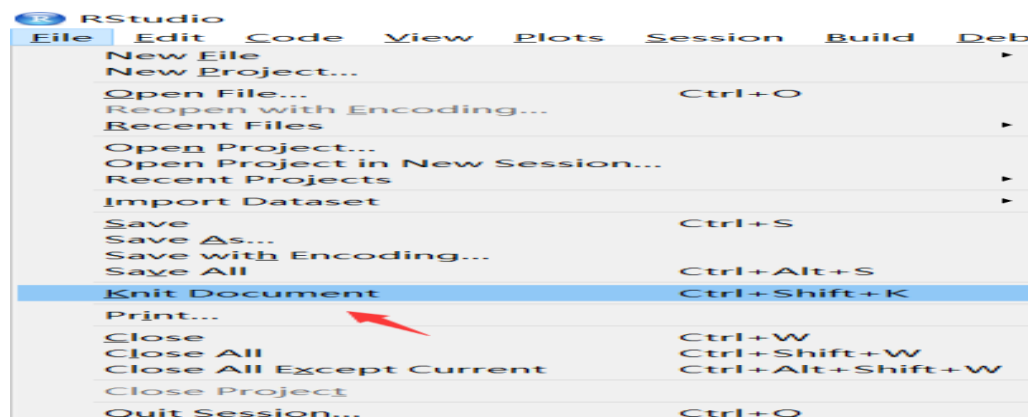 R RStudio
File Edit Code View Plots Session Build Deb
New File
New Project...
Open File... Ctrl+O
Reopen with Encoding...
Recent Files
Open Project...
Open Project in New Session...
Recent Projects
Import Dataset
Save Ctrl+S
Save As...
Save with Encoding...
Save All Ctrl+Alt+S
Knit Document Ctrl+Shift+K
Print...
Close Ctrl+W
Close All Ctrl+Shift+W
Close All Except Current Ctrl+Alt+Shift+W
Close Project
Quit Session... Ctrl+Q